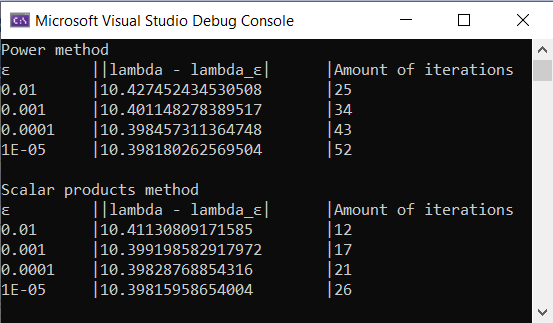 Microsoft Visual Studio Debug Console
Power method
ε ||lambda - lambda_ε| |Amount of iterations
0.01 |10.427452434530508 |25
0.001 |10.401148278389517 |34
0.0001 |10.398457311364748 |43
1E-05 |10.398180262569504 |52
Scalar products method
ε ||lambda - lambda_ε| |Amount of iterations
0.01 |10.41130809171585 |12
0.001 |10.399198582917972 |17
0.0001 |10.39828768854316 |21
1E-05 |10.39815958654004 |26